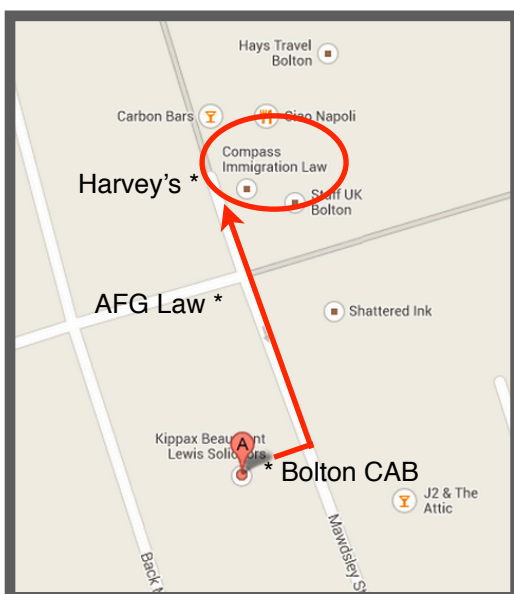 Hays Travel
Bolton
Carbon Bars
Ciao Napoli
Compass
Immigration Law
Harvey's *
Staff UK
Bolton
AFG Law *
Shattered Ink
A
Kippax Beaumont
Lewis Solicitors
* Bolton CAB
J2 & The
Attic
Mawdsley St
Back M